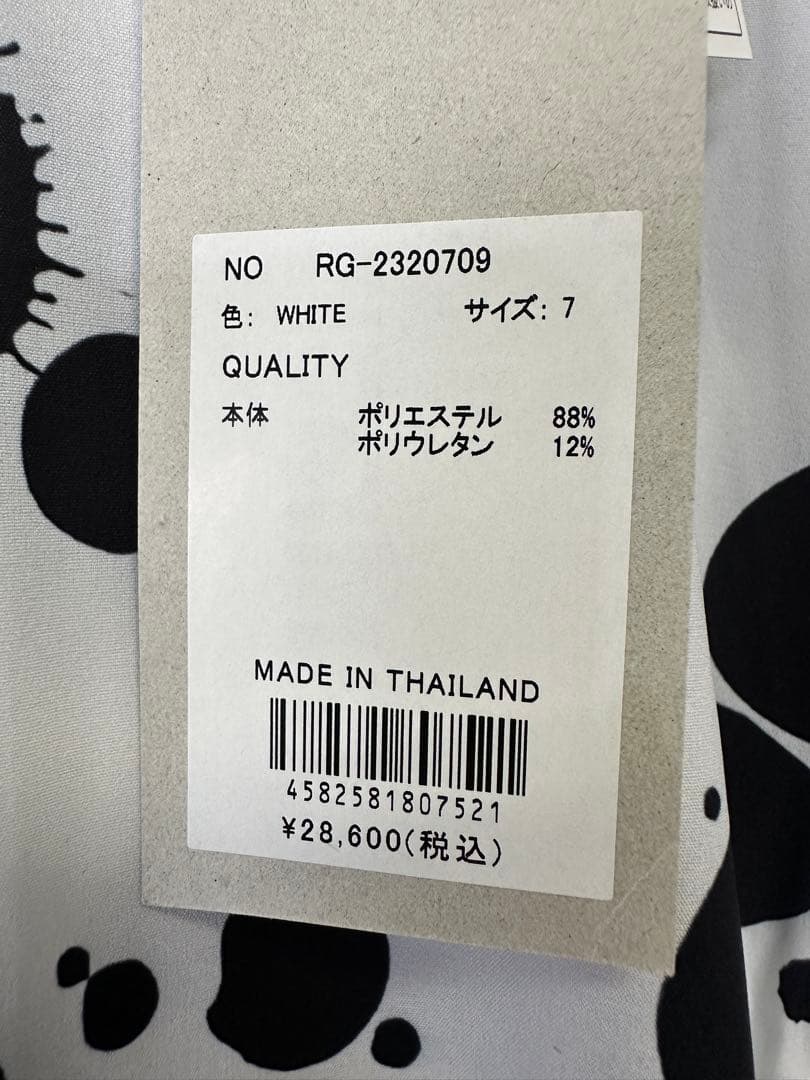 NO RG-2320709
色: WHITE サイズ: 7
QUALITY
本体 ポリエステル 88%
ポリウレタン 12%
MADE IN THAILAND
4582581807521
¥28,600(税込)